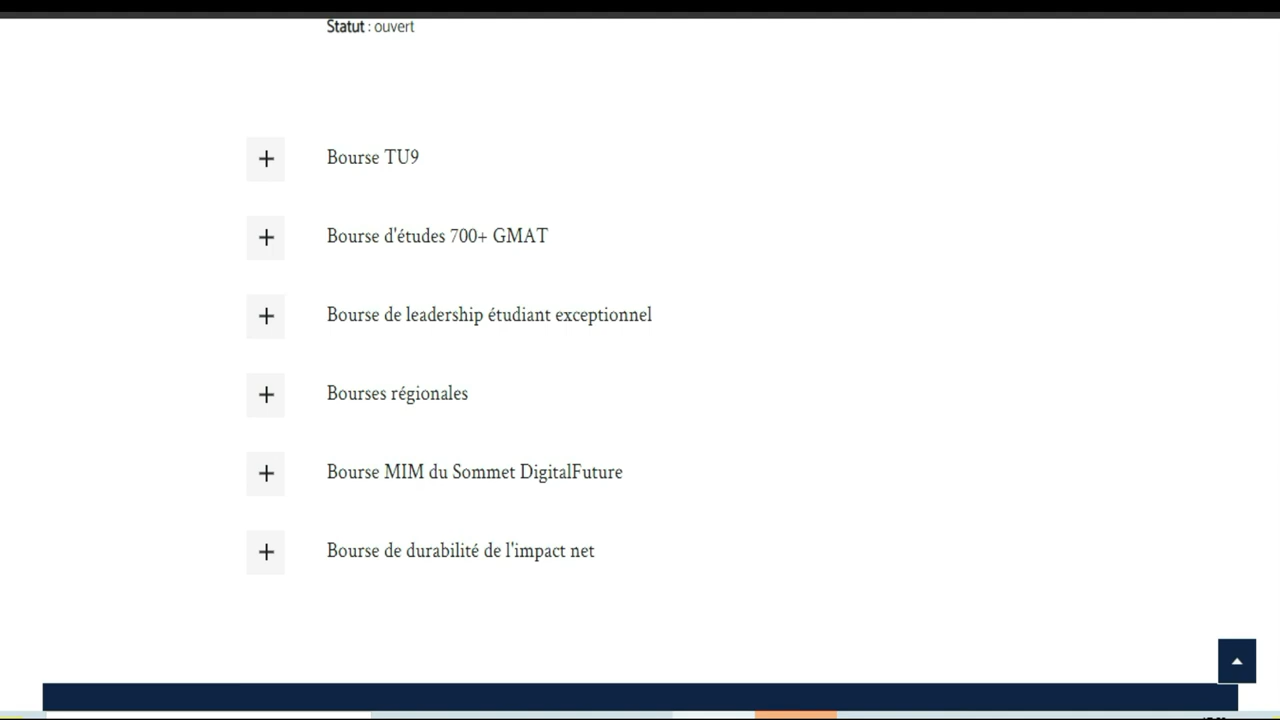 Statut : ouvert
Bourse TU9
Bourse d'études 700+ GMAT
Bourse de leadership étudiant exceptionnel
Bourses régionales
Bourse MIM du Sommet DigitalFuture
Bourse de durabilité de l'impact net